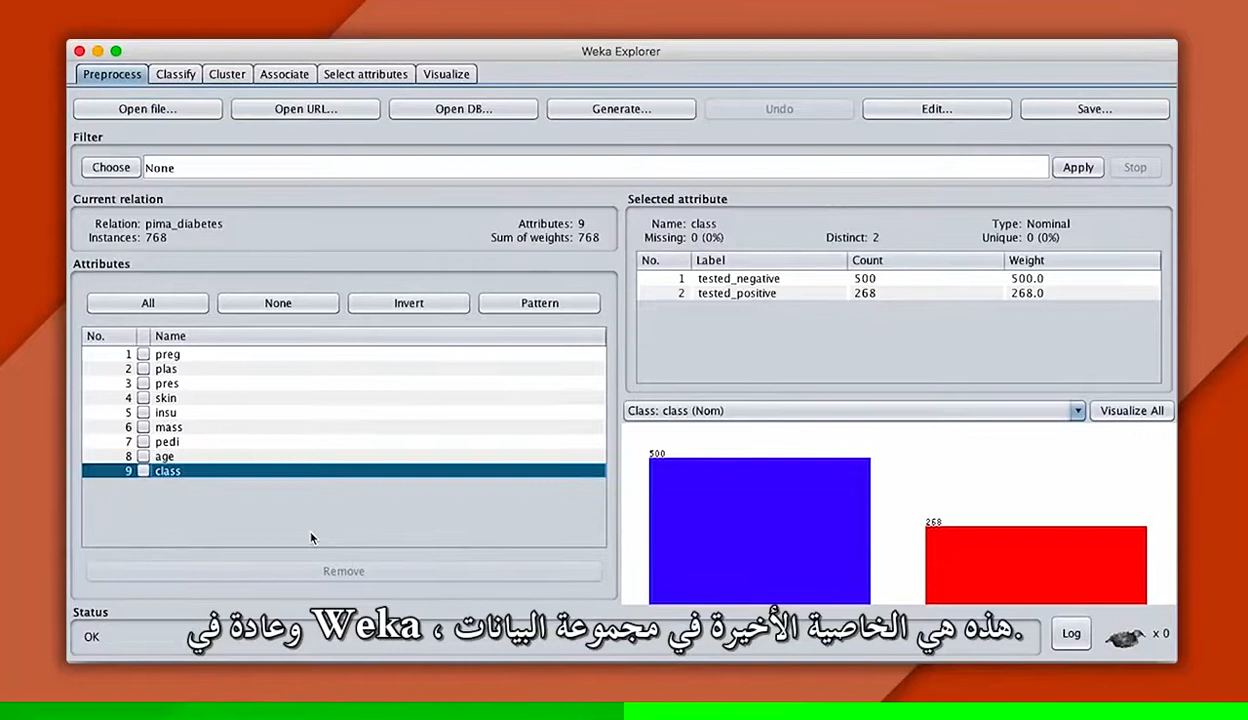 Weka Explorer
Preprocess Classify Cluster Associate Select attributes Visualize
Open file... Open URL... Open DB... Generate... Undo Edit... Save...
Filter
Choose None Apply Stop
Current relation
Relation: pima_diabetes Attributes: 9
Instances: 768 Sum of weights: 768
Attributes
All None Invert Pattern
No. Name
1 preg
2 plas
3 pres
4 skin
5 insu
6 mass
7 pedi
8 age
9 class
Remove
Selected attribute
Name: class Type: Nominal
Missing: 0 (0%) Distinct: 2 Unique: 0 (0%)
No. Label Count Weight
1 tested_negative 500 500.0
2 tested_positive 268 268.0
Class: class (Nom) Visualize All
500
268
Status
OK Log x 0
.هذه هي الخاصية الأخيرة في مجموعة البيانات ، Weka وعادة في